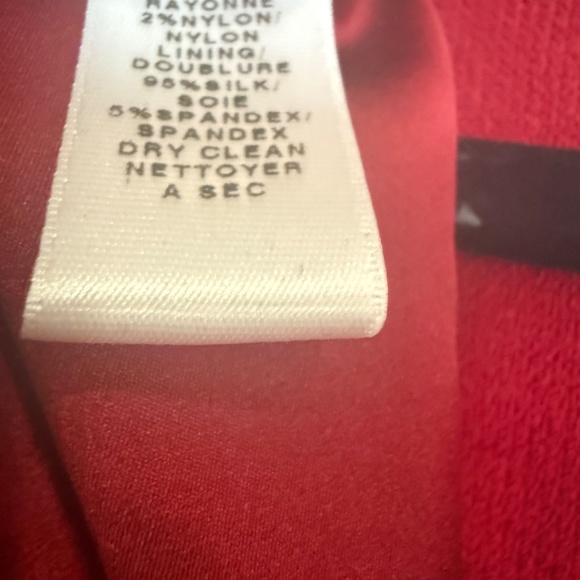 RAYONNE
2%NYLON/
NYLON
LINING/
DOUBLURE
95%SILK/
SOIE
5%SPANDEX/
SPANDEX
DRY CLEAN
NETTOYER
A SEC